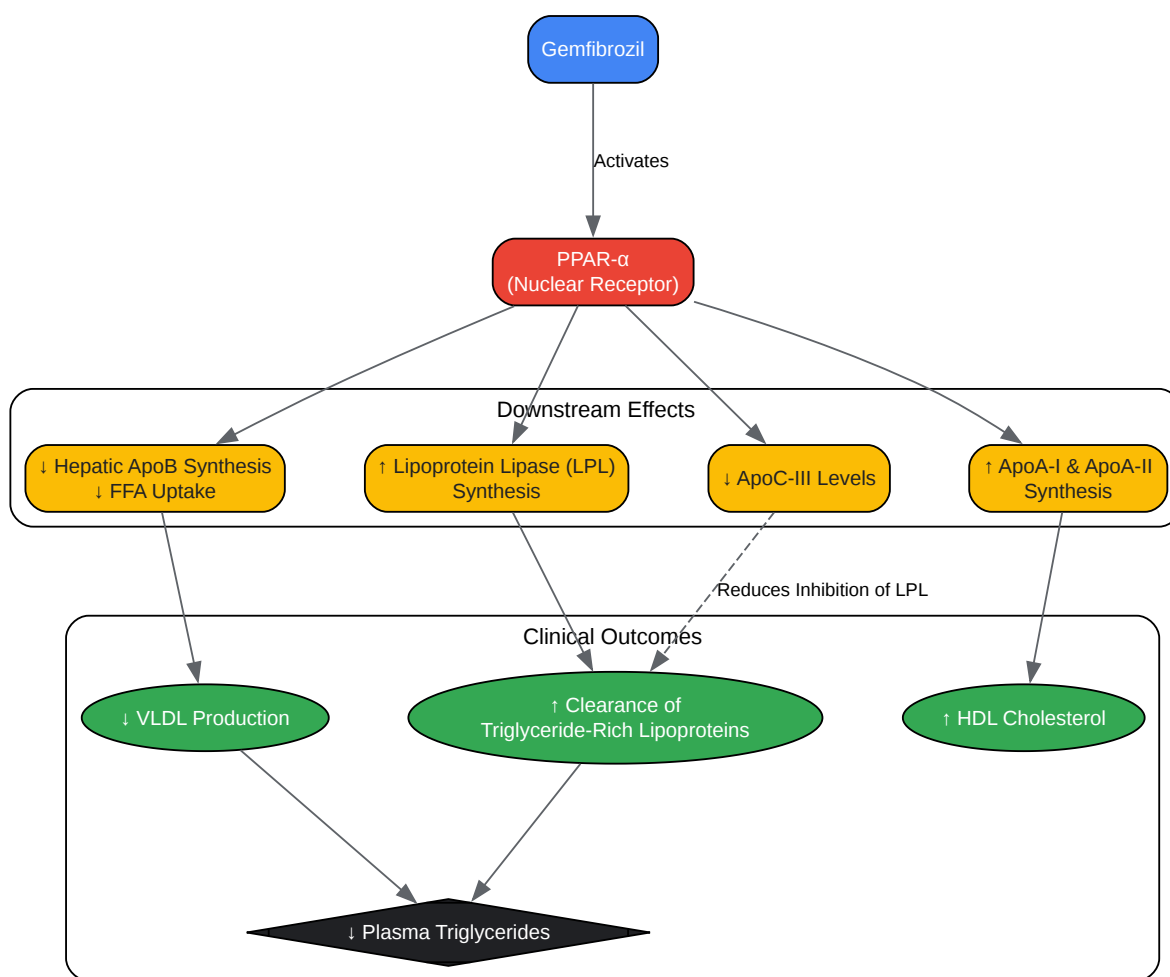 Gemfibrozil
Activates
PPAR-α
(Nuclear Receptor)
Downstream Effects
↓ Hepatic ApoB Synthesis
↓ FFA Uptake
↑ Lipoprotein Lipase (LPL)
Synthesis
↓ ApoC-III Levels
↑ ApoA-I & ApoA-II
Synthesis
Reduces Inhibition of LPL
Clinical Outcomes
↓ VLDL Production
↑ Clearance of
Triglyceride-Rich Lipoproteins
↑ HDL Cholesterol
↓ Plasma Triglycerides